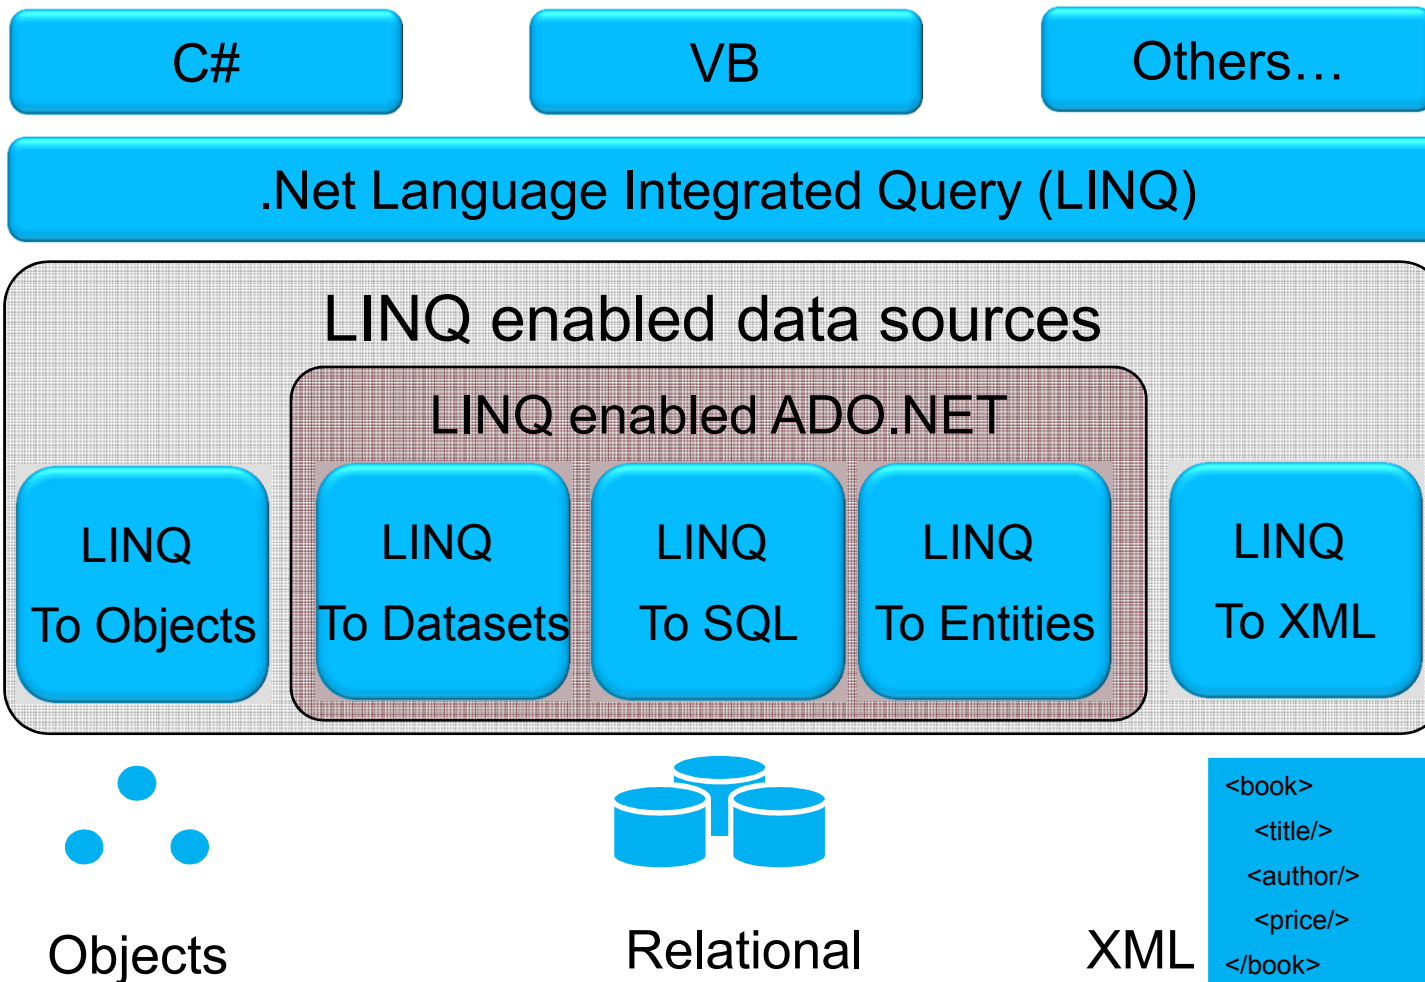 C#
VB
Others…
.Net Language Integrated Query (LINQ)
LINQ enabled data sources
LINQ enabled ADO.NET
LINQ
To Objects
LINQ
To Datasets
LINQ
To SQL
LINQ
To Entities
LINQ
To XML
Objects
Relational
XML
<book>
<title/>
<author/>
<price/>
</book>